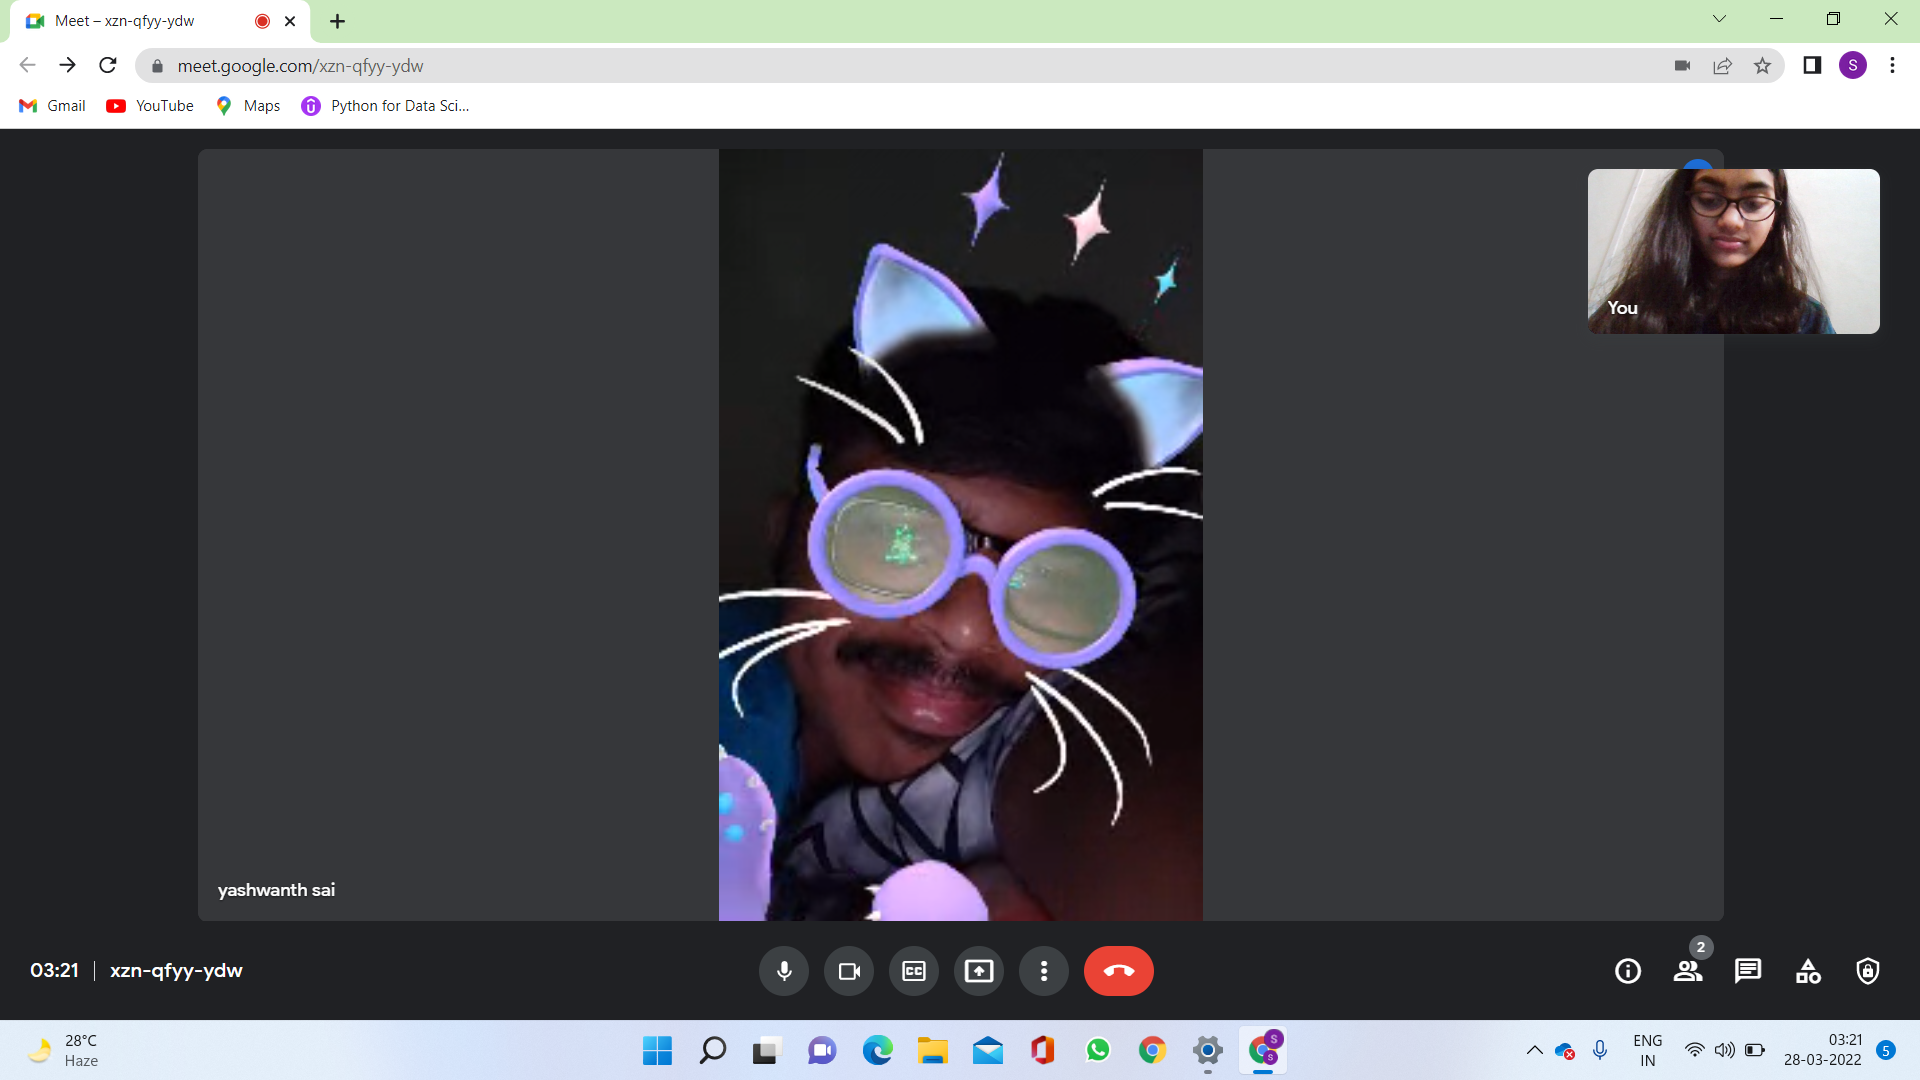 Meet – xzn-qfyy-ydw
meet.google.com/xzn-qfyy-ydw
S
Gmail
YouTube
Maps
Python for Data Sci...
You
yashwanth sai
03:21 | xzn-qfyy-ydw
CC
2
28°C
Haze
S
S
ENG
IN
03:21
28-03-2022
5